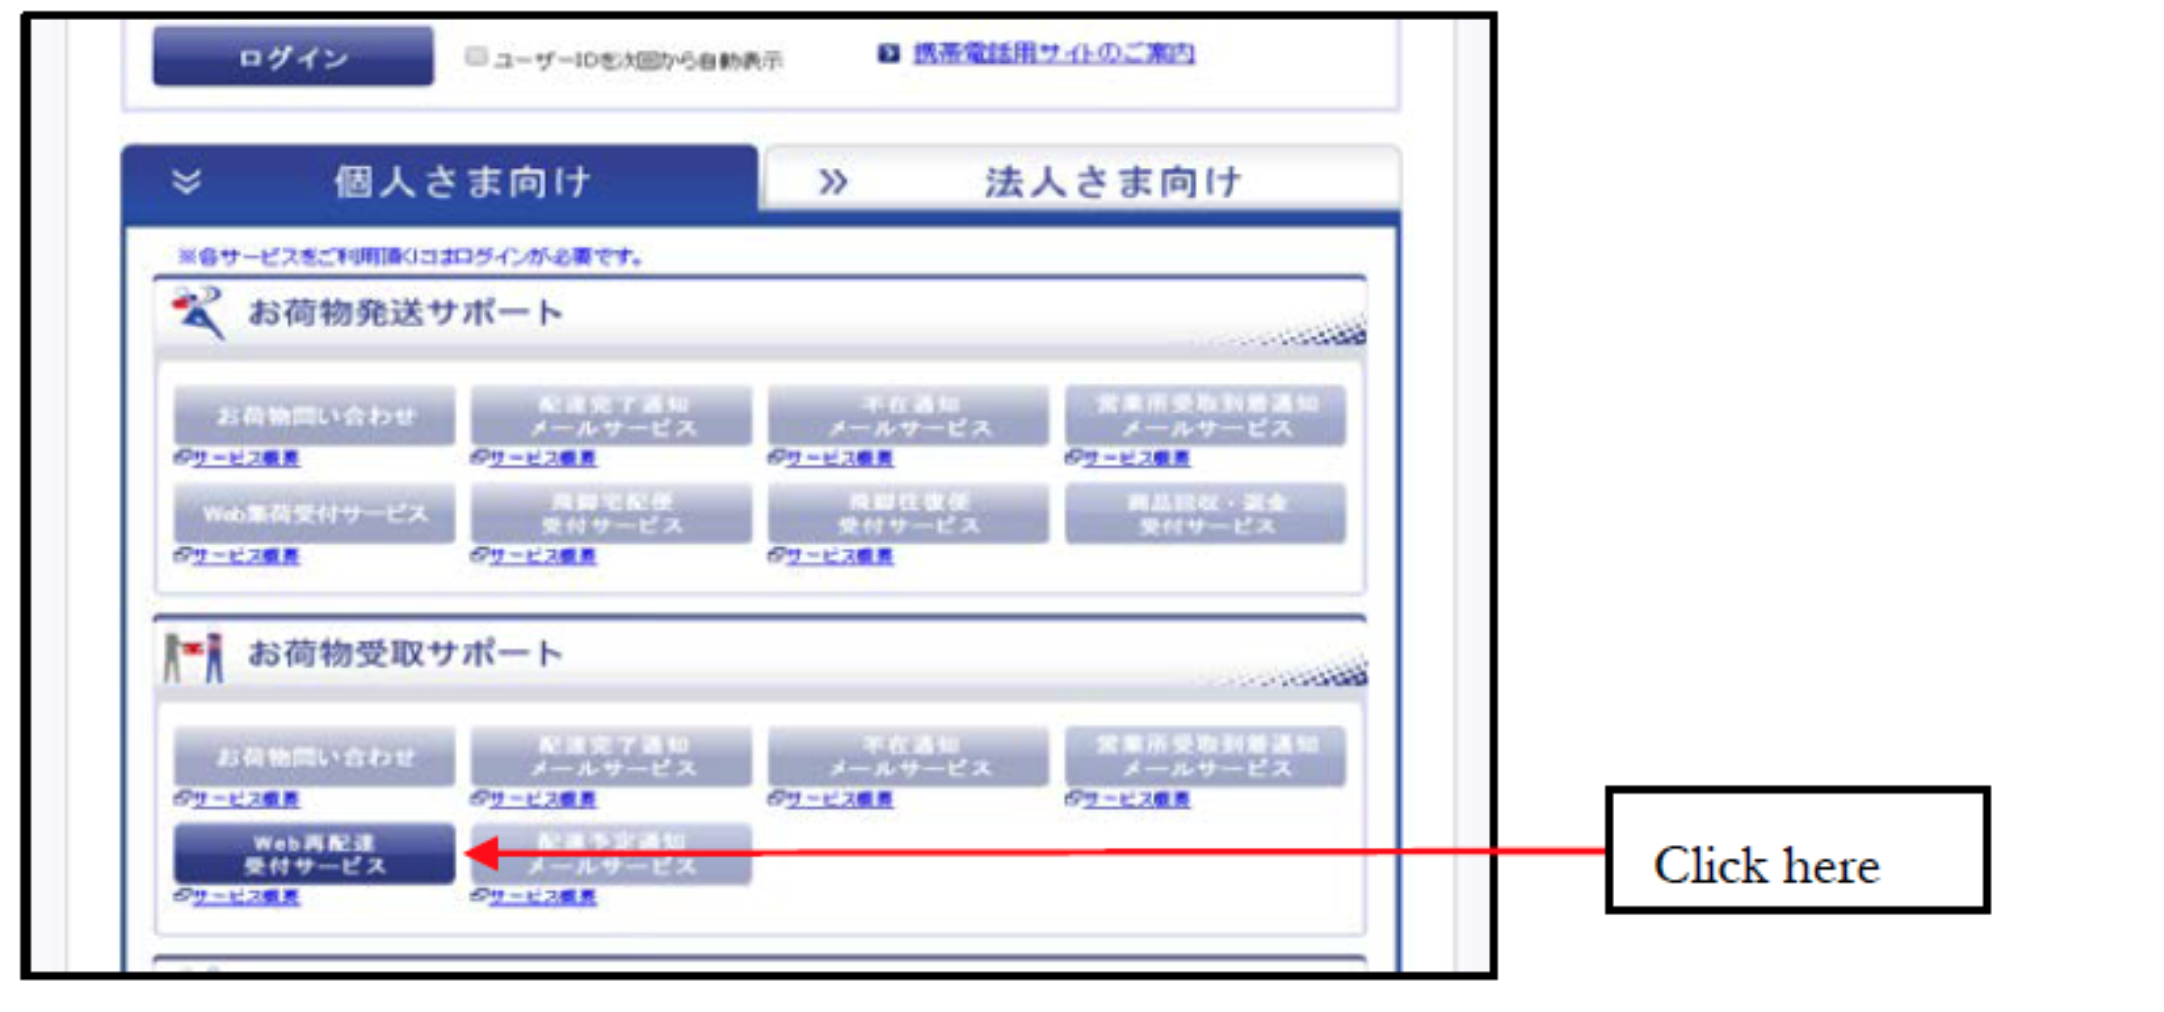 ログイン
ユーザーIDを次回から自動表示
携帯電話用サイトのご案内
個人さま向け
法人さま向け
※各サービスをご利用頂くにはログインが必要です。
お荷物発送サポート
お荷物問い合わせ
配達完了通知
メールサービス
不在通知
メールサービス
営業所受取到着通知
メールサービス
サービス概要
サービス概要
サービス概要
サービス概要
Web集荷受付サービス
飛脚宅配便
受付サービス
飛脚往復便
受付サービス
商品回収・返金
受付サービス
サービス概要
サービス概要
サービス概要
お荷物受取サポート
お荷物問い合わせ
配達完了通知
メールサービス
不在通知
メールサービス
営業所受取到着通知
メールサービス
サービス概要
サービス概要
サービス概要
サービス概要
Web再配達
受付サービス
配達予定通知
メールサービス
サービス概要
サービス概要
Click here